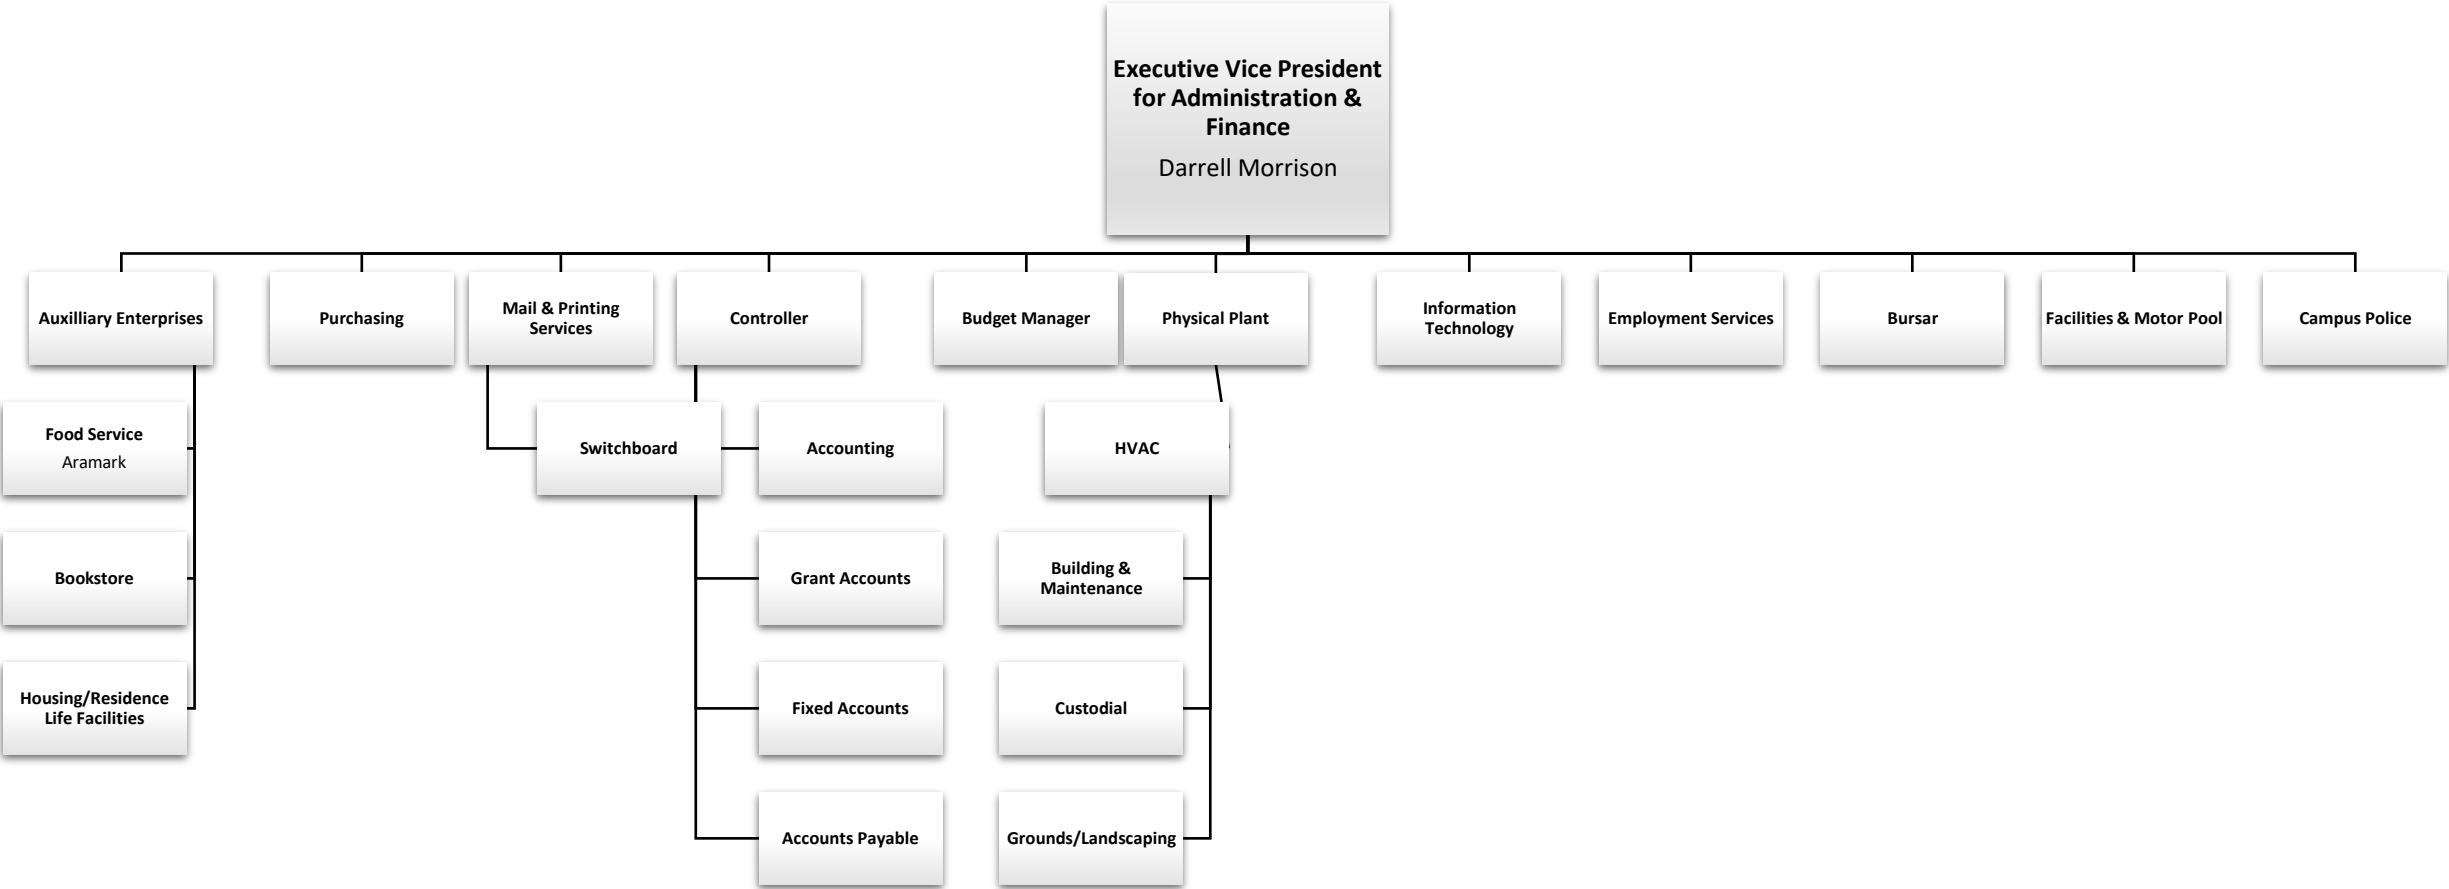 Executive Vice President
for Administration &
Finance
Darrell Morrison
Auxilliary Enterprises
Purchasing
Mail & Printing
Services
Controller
Budget Manager
Physical Plant
Information
Technology
Employment Services
Bursar
Facilities & Motor Pool
Campus Police
Food Service
Aramark
Switchboard
Accounting
HVAC
Bookstore
Grant Accounts
Building &
Maintenance
Housing/Residence
Life Facilities
Fixed Accounts
Custodial
Accounts Payable
Grounds/Landscaping